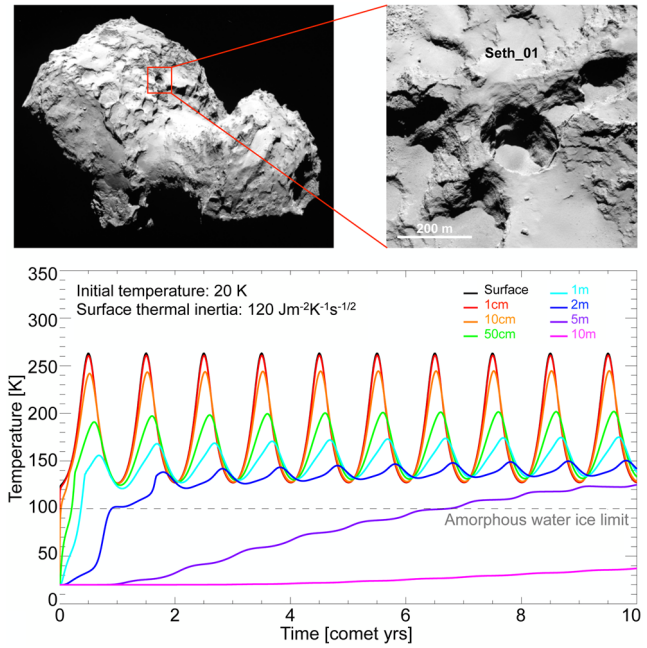 Seth_01
200 m
350
300
250
200
150
100
50
0
Temperature [K]
Initial temperature: 20 K
Surface thermal inertia: 120 Jm⁻²K⁻¹s⁻¹/²
Surface
1cm
10cm
50cm
1m
2m
5m
10m
Amorphous water ice limit
0 2 4 6 8 10
Time [comet yrs]